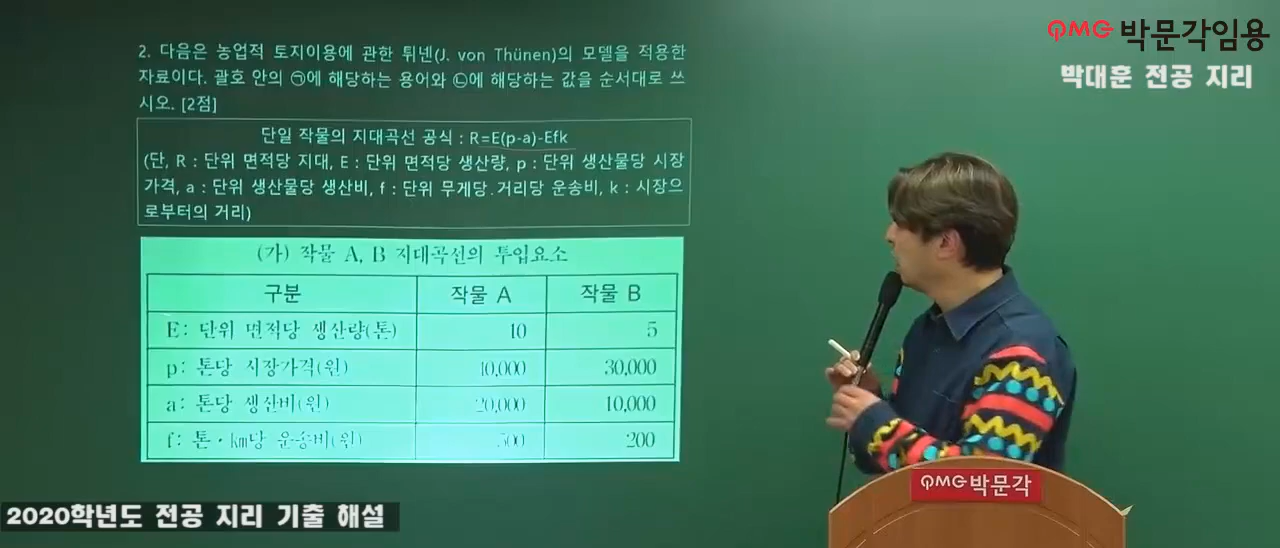 PMG 박문각임용
박대훈 전공 지리
2. 다음은 농업적 토지이용에 관한 튀넨(J. von Thünen)의 모델을 적용한
자료이다. 괄호 안의 ㉠에 해당하는 용어와 ㉡에 해당하는 값을 순서대로 쓰
시오. [2점]
단일 작물의 지대곡선 공식 : R=E(p-a)-Efk
(단, R : 단위 면적당 지대, E : 단위 면적당 생산량, p : 단위 생산물당 시장
가격, a : 단위 생산물당 생산비, f : 단위 무게당·거리당 운송비, k : 시장으
로부터의 거리)
(가) 작물 A, B 지대곡선의 투입요소
구분 작물 A 작물 B
E: 단위 면적당 생산량(톤) 10 5
p: 톤당 시장가격(원) 30,000
a: 톤당 생산비(원) 20,000 10,000
f: 톤·km당 운송비(원) 200
PMG 박문각
2020학년도 전공 지리 기출 해설